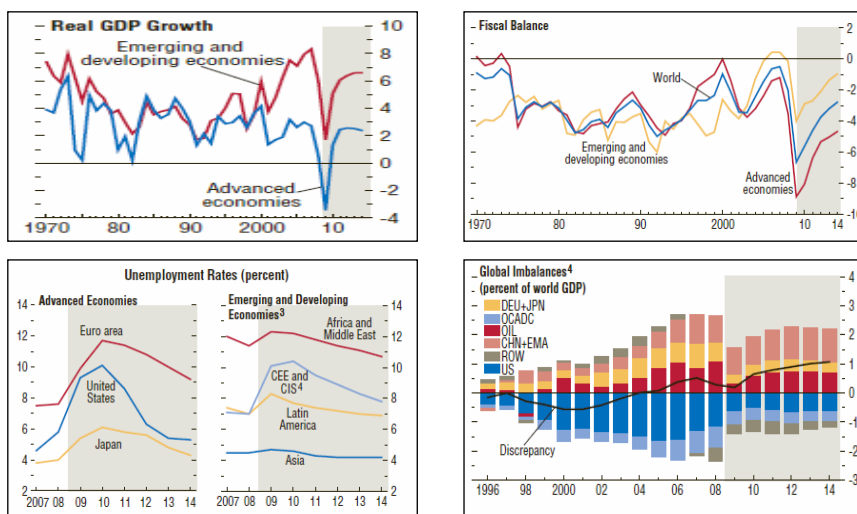 Real GDP Growth
Emerging and
developing economies
Advanced
economies
10
8
6
4
2
0
-2
-4
1970 80 90 2000 10
Fiscal Balance
World
Emerging and
developing economies
Advanced
economies
2
0
-2
-4
-6
-8
-10
1970 80 90 2000 10 14
Unemployment Rates (percent)
Advanced Economies
14
12
10
8
6
4
2
Euro area
United
States
Japan
2007 08 09 10 11 12 13 14
Emerging and Developing
Economies3
Africa and
Middle East
CEE and
CIS4
Latin
America
Asia
14
12
10
8
6
4
2
2007 08 09 10 11 12 13 14
Global Imbalances4
(percent of world GDP)
DEU+JPN
OCADC
OIL
CHN+EMA
ROW
US
Discrepancy
4
3
2
1
0
-1
-2
-3
1996 98 2000 02 04 06 08 10 12 14